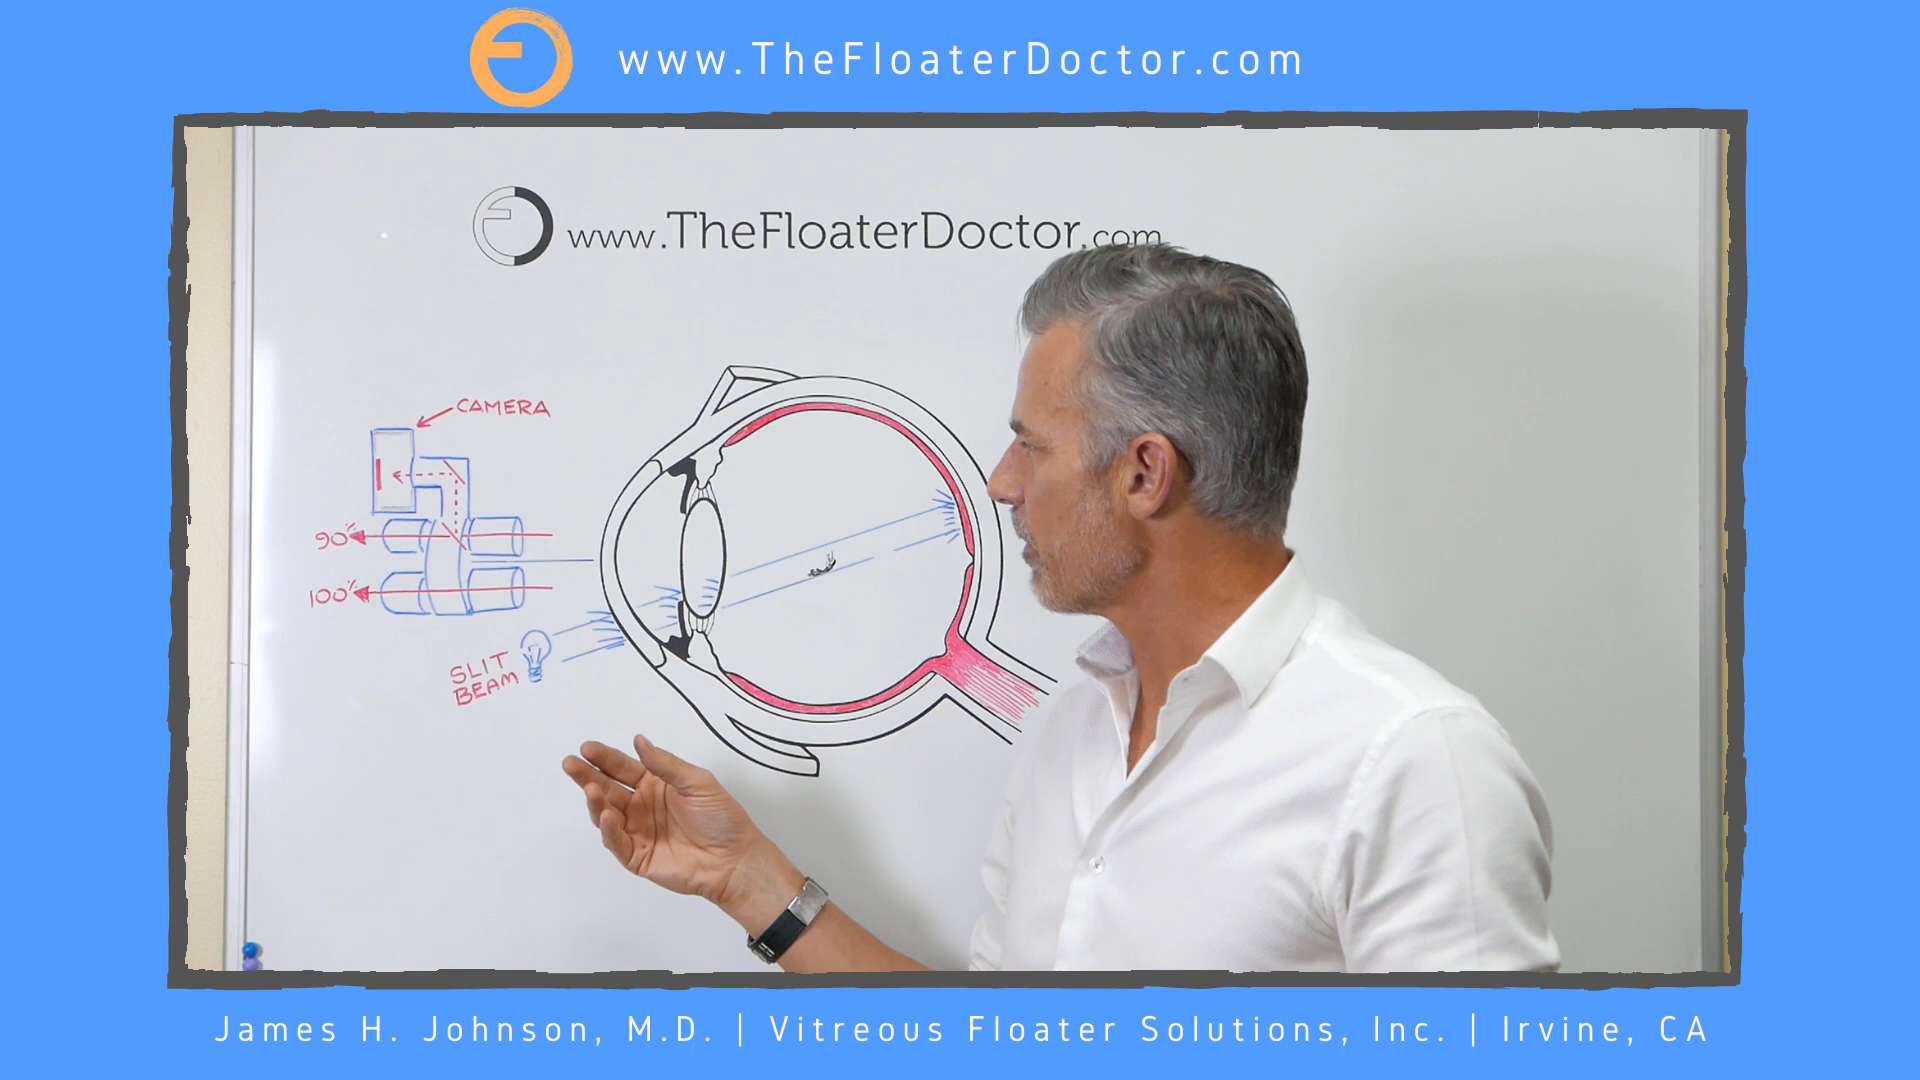 www.TheFloaterDoctor.com
www.TheFloaterDoctor.com
CAMERA
90%
100%
SLIT
BEAM
James H. Johnson, M.D. | Vitreous Floater Solutions, Inc. | Irvine, CA